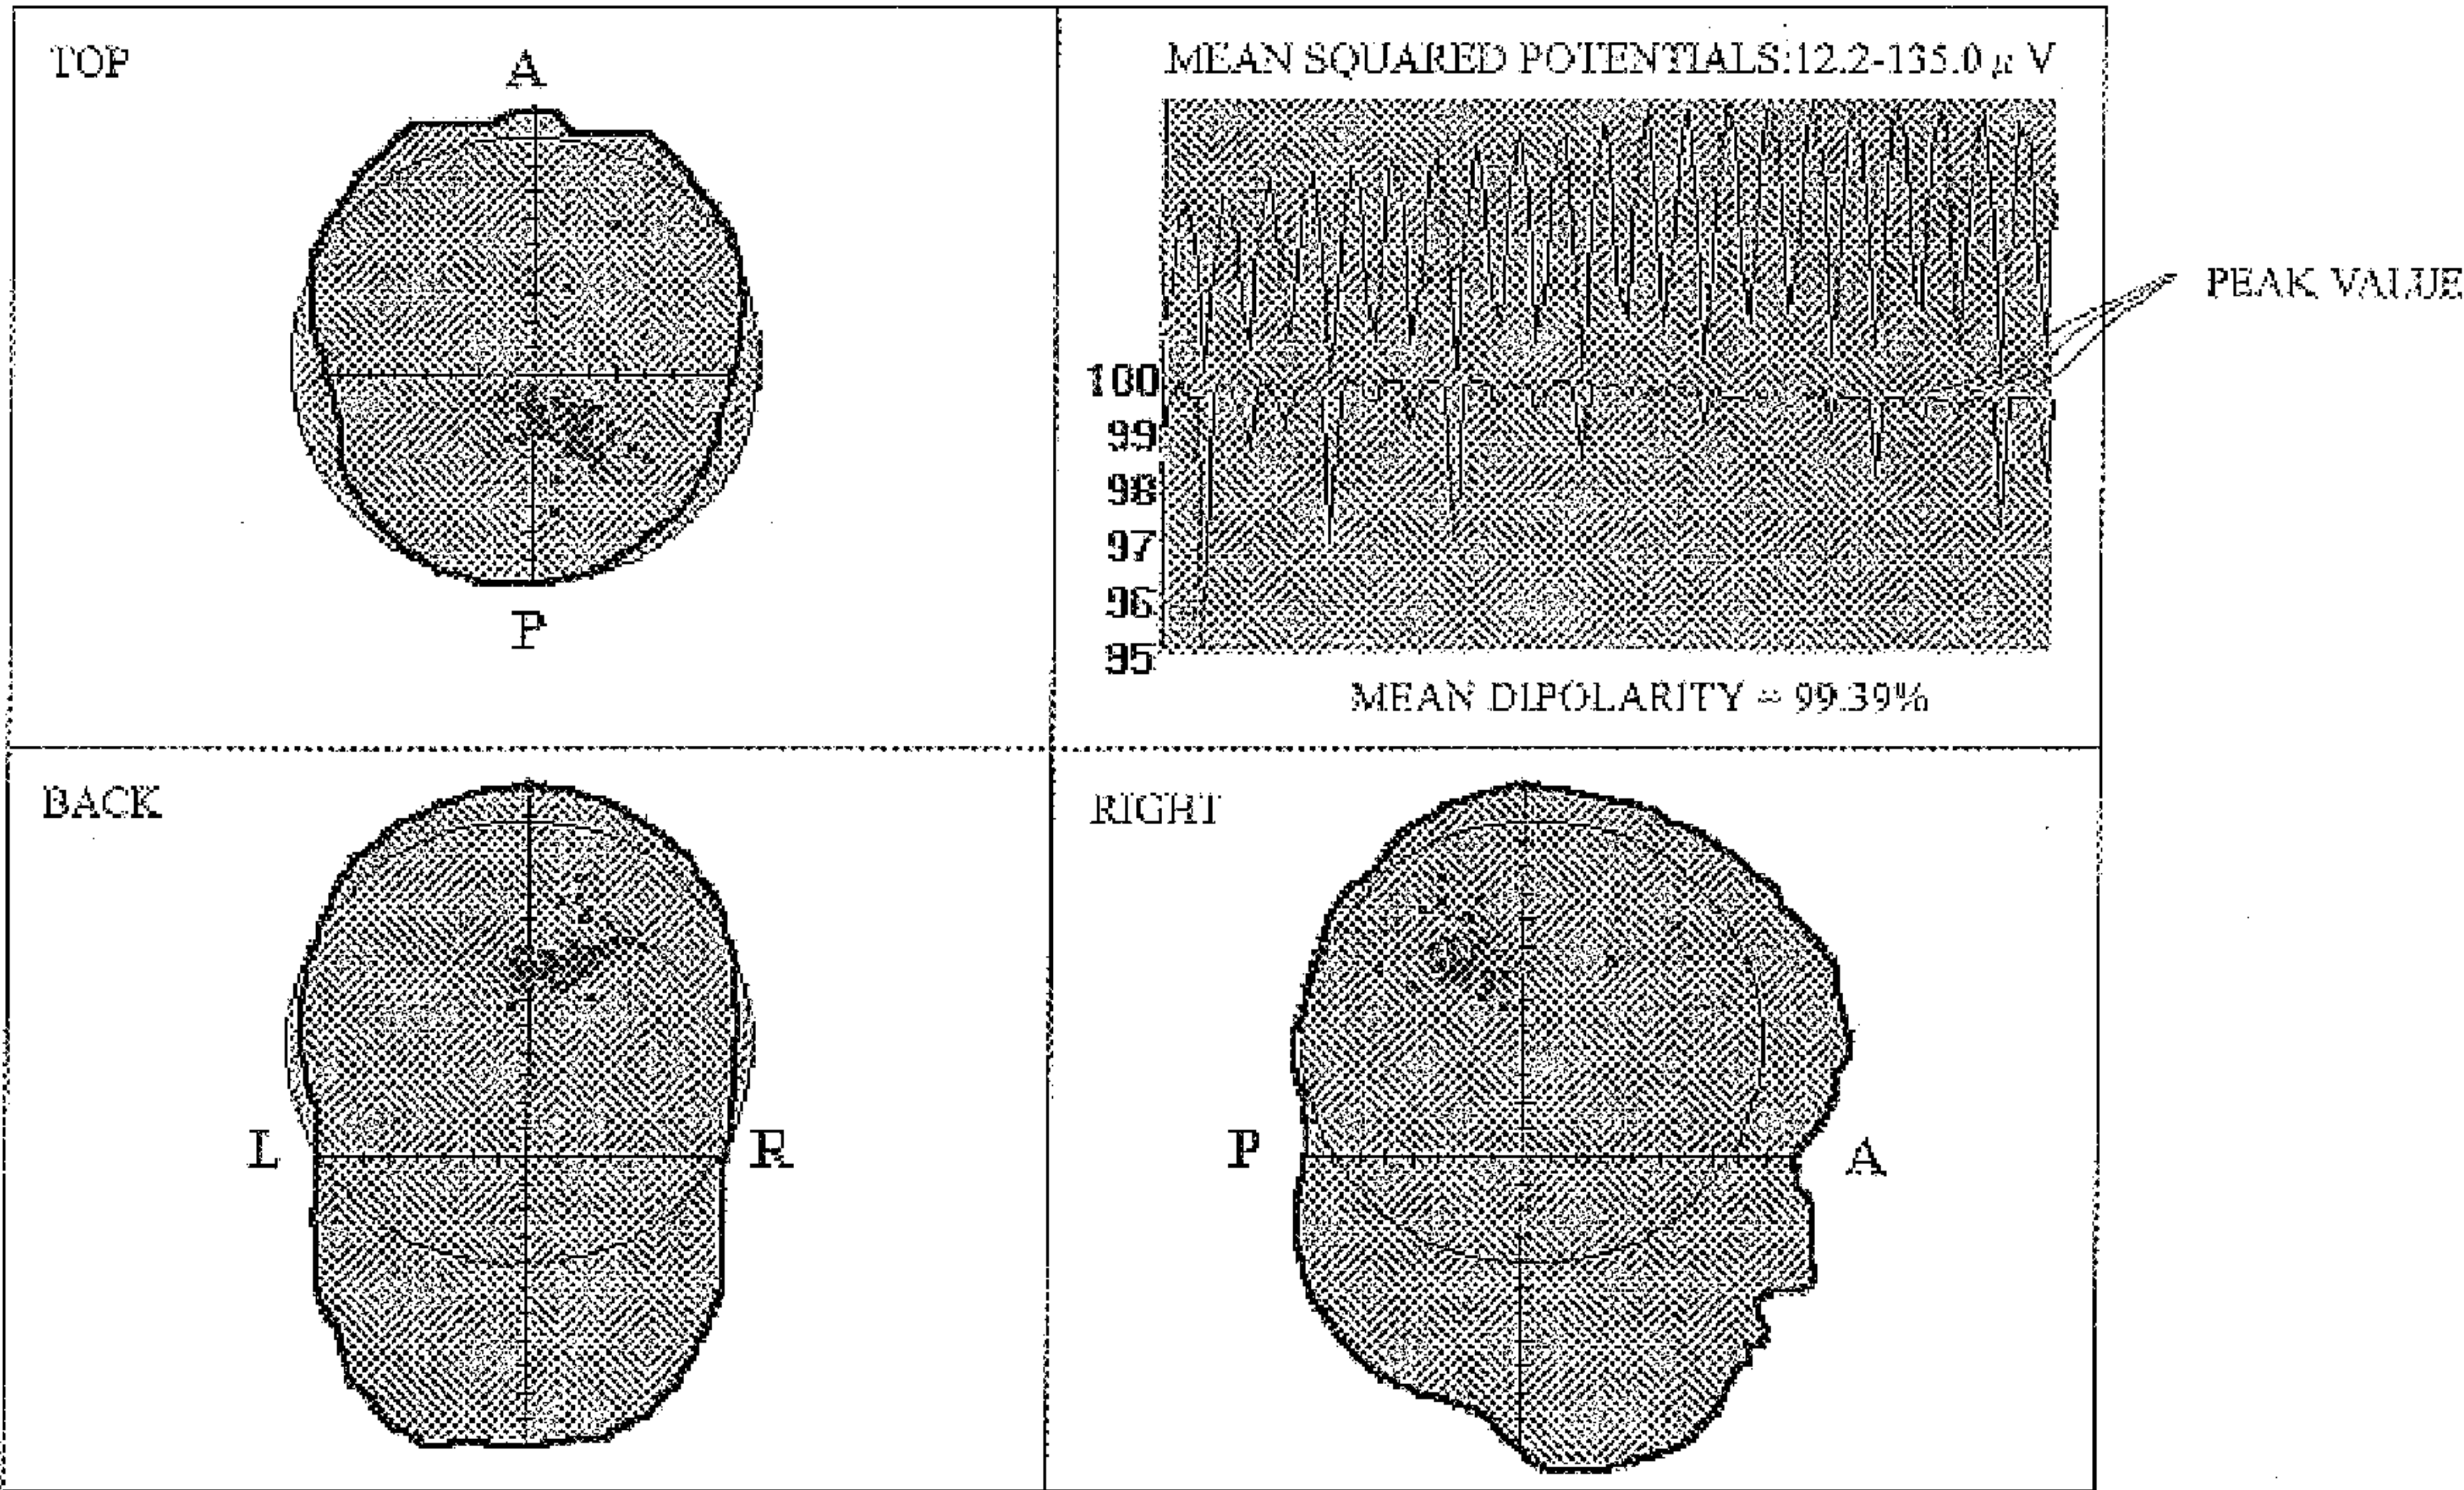 TOP
A
P
MEAN SQUARED POTENTIALS:12.2-135.0 μ V
PEAK VALUE
100
99
98
97
96
95
MEAN DIPOLARITY = 99.39%
BACK
L
R
RIGHT
P
A